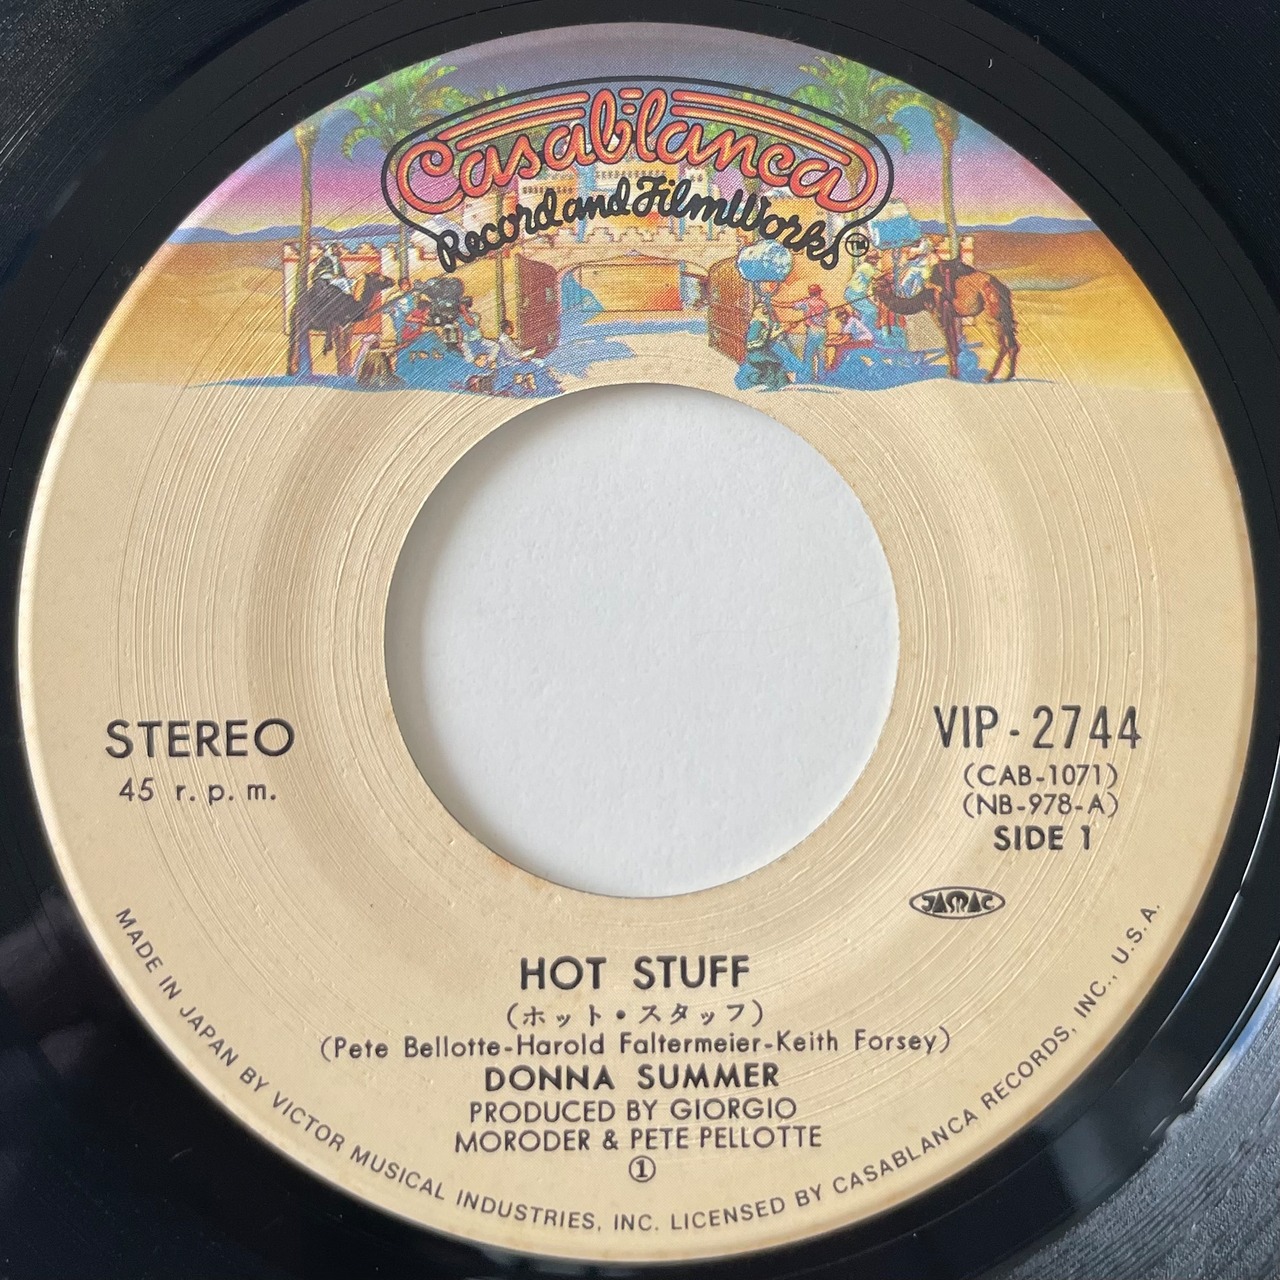 Casablanca
Record and FilmWorks™
STEREO
45 r.p.m.
VIP-2744
(CAB-1071)
(NB-978-A)
SIDE 1
JASRAC
HOT STUFF
(ホット・スタッフ)
(Pete Bellotte-Harold Faltermeier-Keith Forsey)
DONNA SUMMER
PRODUCED BY GIORGIO
MORODER & PETE PELLOTTE
①
MADE IN JAPAN BY VICTOR MUSICAL INDUSTRIES, INC. LICENSED BY CASABLANCA RECORDS, INC., U.S.A.